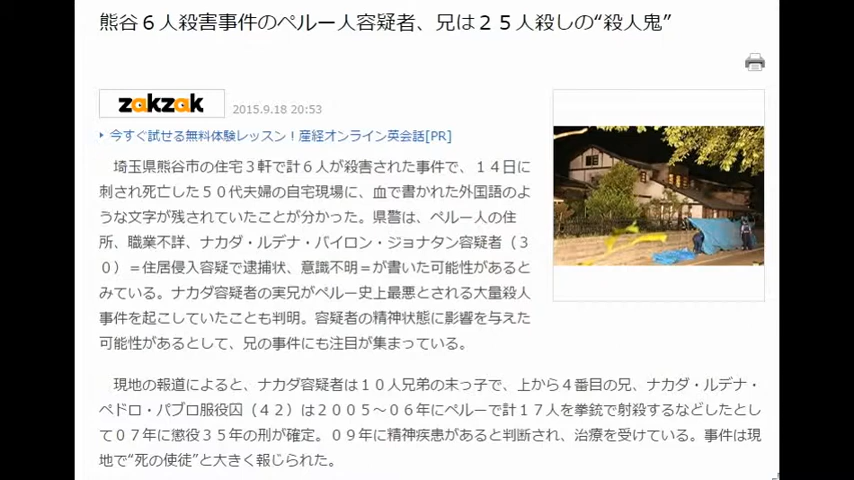 熊谷６人殺害事件のペルー人容疑者、兄は２５人殺しの“殺人鬼”
zakzak 2015.9.18 20:53
今すぐ試せる無料体験レッスン！産経オンライン英会話[PR]
埼玉県熊谷市の住宅３軒で計６人が殺害された事件で、１４日に
刺され死亡した５０代夫婦の自宅現場に、血で書かれた外国語のよ
うな文字が残されていたことが分かった。県警は、ペルー人の住
所、職業不詳、ナカダ・ルデナ・バイロン・ジョナタン容疑者（３
０）＝住居侵入容疑で逮捕状、意識不明＝が書いた可能性があると
みている。ナカダ容疑者の実兄がペルー史上最悪とされる大量殺人
事件を起こしていたことも判明。容疑者の精神状態に影響を与えた
可能性があるとして、兄の事件にも注目が集まっている。
現地の報道によると、ナカダ容疑者は１０人兄弟の末っ子で、上から４番目の兄、ナカダ・ルデナ・
ペドロ・パブロ服役囚（４２）は２００５～０６年にペルーで計１７人を拳銃で射殺するなどしたとし
て０７年に懲役３５年の刑が確定。０９年に精神疾患があると判断され、治療を受けている。事件は現
地で“死の使徒”と大きく報じられた。